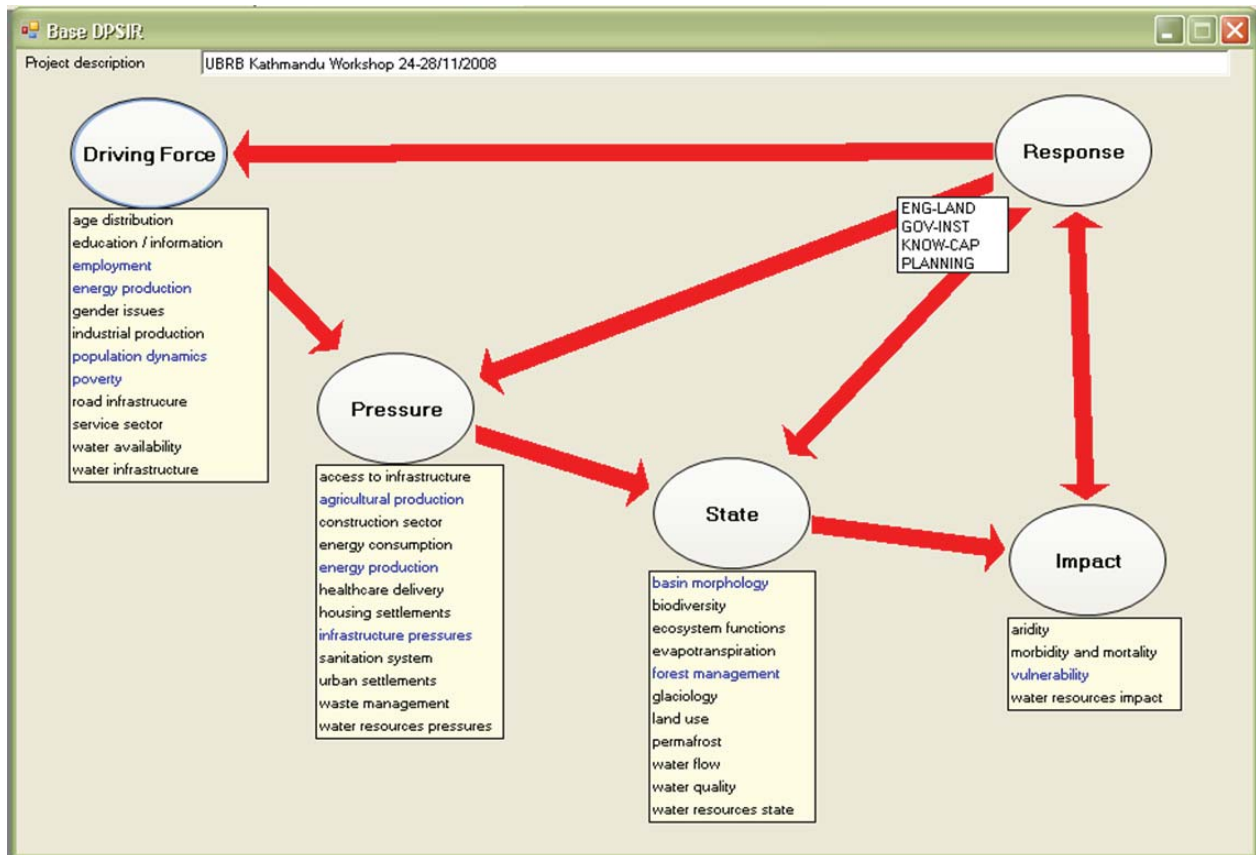 Base DPSIR
Project description UBRB Kathmandu Workshop 24-28/11/2008
Driving Force
age distribution
education / information
employment
energy production
gender issues
industrial production
population dynamics
poverty
road infrastrucure
service sector
water availability
water infrastructure
Pressure
access to infrastructure
agricultural production
construction sector
energy consumption
energy production
healthcare delivery
housing settlements
infrastructure pressures
sanitation system
urban settlements
waste management
water resources pressures
State
basin morphology
biodiversity
ecosystem functions
evapotranspiration
forest management
glaciology
land use
permafrost
water flow
water quality
water resources state
Impact
aridity
morbidity and mortality
vulnerability
water resources impact
Response
ENG-LAND
GOV-INST
KNOW-CAP
PLANNING